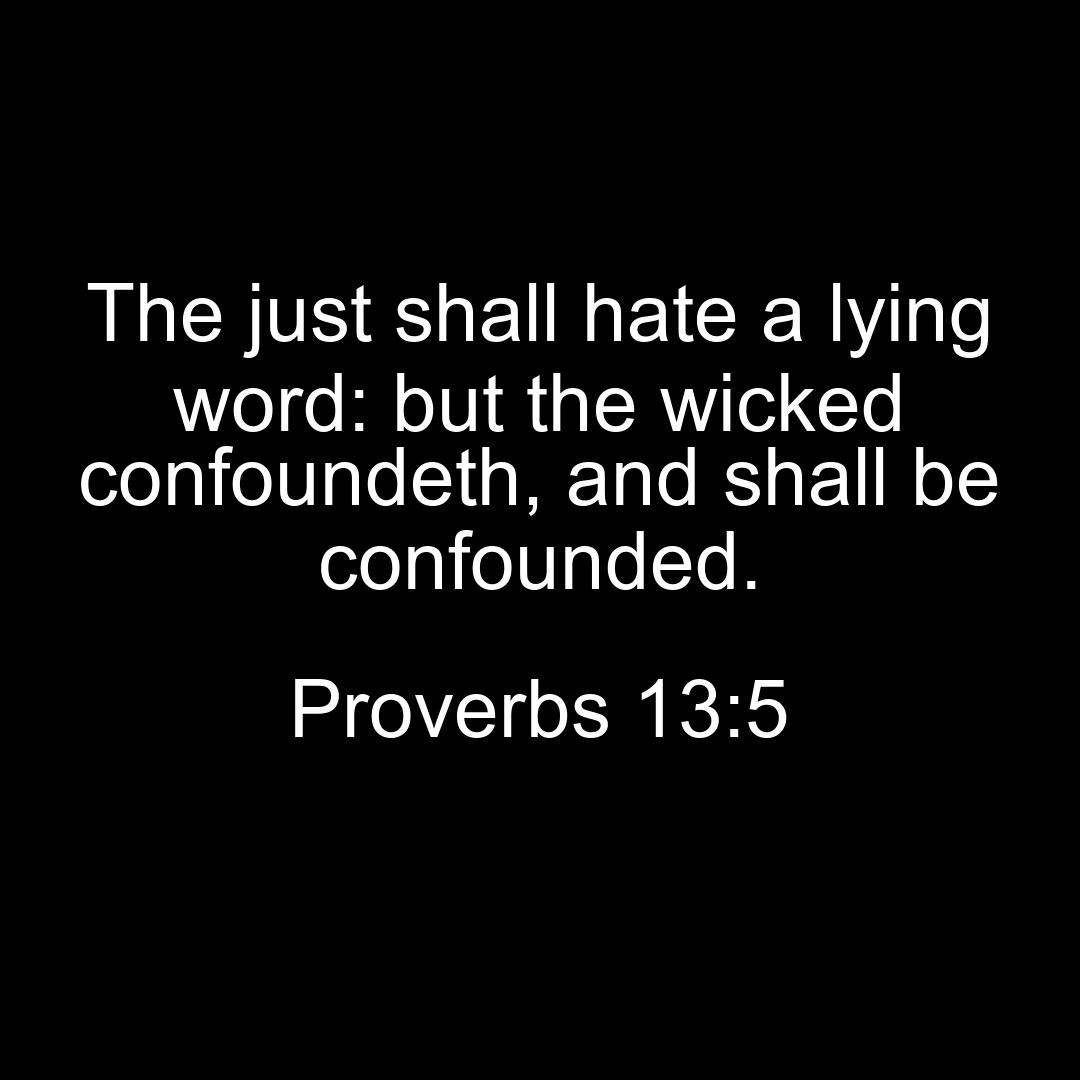 The just shall hate a lying
word: but the wicked
confoundeth, and shall be
confounded.
Proverbs 13:5